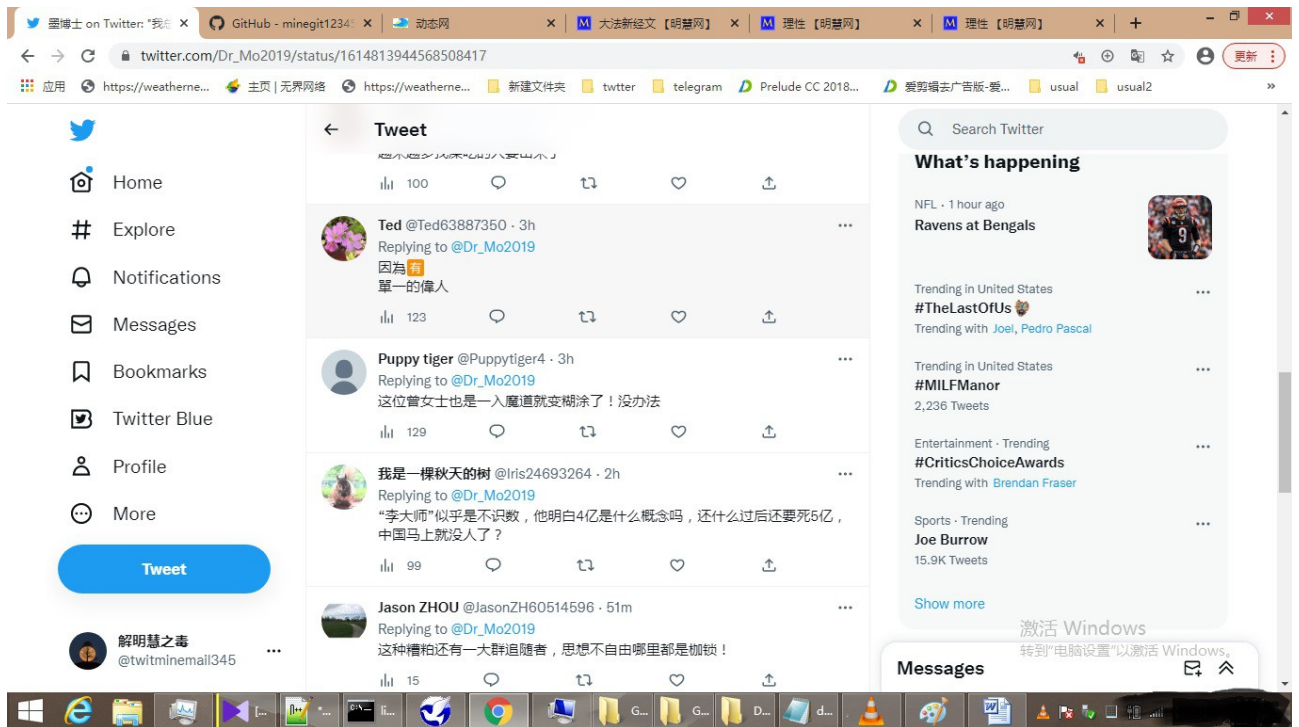 墨博士 on Twitter: "我在
GitHub - minegit12345
动态网
大法新经文【明慧网】
理性【明慧网】
理性【明慧网】
twitter.com/Dr_Mo2019/status/1614813944568508417
更新
应用
https://weatherne...
主页|无界网络
https://weatherne...
新建文件夹
twtter
telegram
Prelude CC 2018...
爱剪辑去广告版-爱...
usual
usual2
Home
Explore
Notifications
Messages
Bookmarks
Twitter Blue
Profile
More
Tweet
解明慧之毒
@twitminemail345
Tweet
100
Ted @Ted63887350 · 3h
Replying to @Dr_Mo2019
因為🈶
單一的偉人
123
Puppy tiger @Puppytiger4 · 3h
Replying to @Dr_Mo2019
这位曾女士也是一入魔道就变糊涂了！没办法
129
我是一棵秋天的树 @Iris24693264 · 2h
Replying to @Dr_Mo2019
“李大师”似乎是不识数，他明白4亿是什么概念吗，还什么过后还要死5亿，
中国马上就没人了？
99
Jason ZHOU @JasonZH60514596 · 51m
Replying to @Dr_Mo2019
这种糟粕还有一大群追随者，思想不自由哪里都是枷锁！
15
Search Twitter
What's happening
NFL · 1 hour ago
Ravens at Bengals
Trending in United States
#TheLastOfUs
Trending with Joel, Pedro Pascal
Trending in United States
#MILFManor
2,236 Tweets
Entertainment · Trending
#CriticsChoiceAwards
Trending with Brendan Fraser
Sports · Trending
Joe Burrow
15.9K Tweets
Show more
激活 Windows
转到"电脑设置"以激活 Windows。
Messages
[...
li...
G...
G...
D...
d...